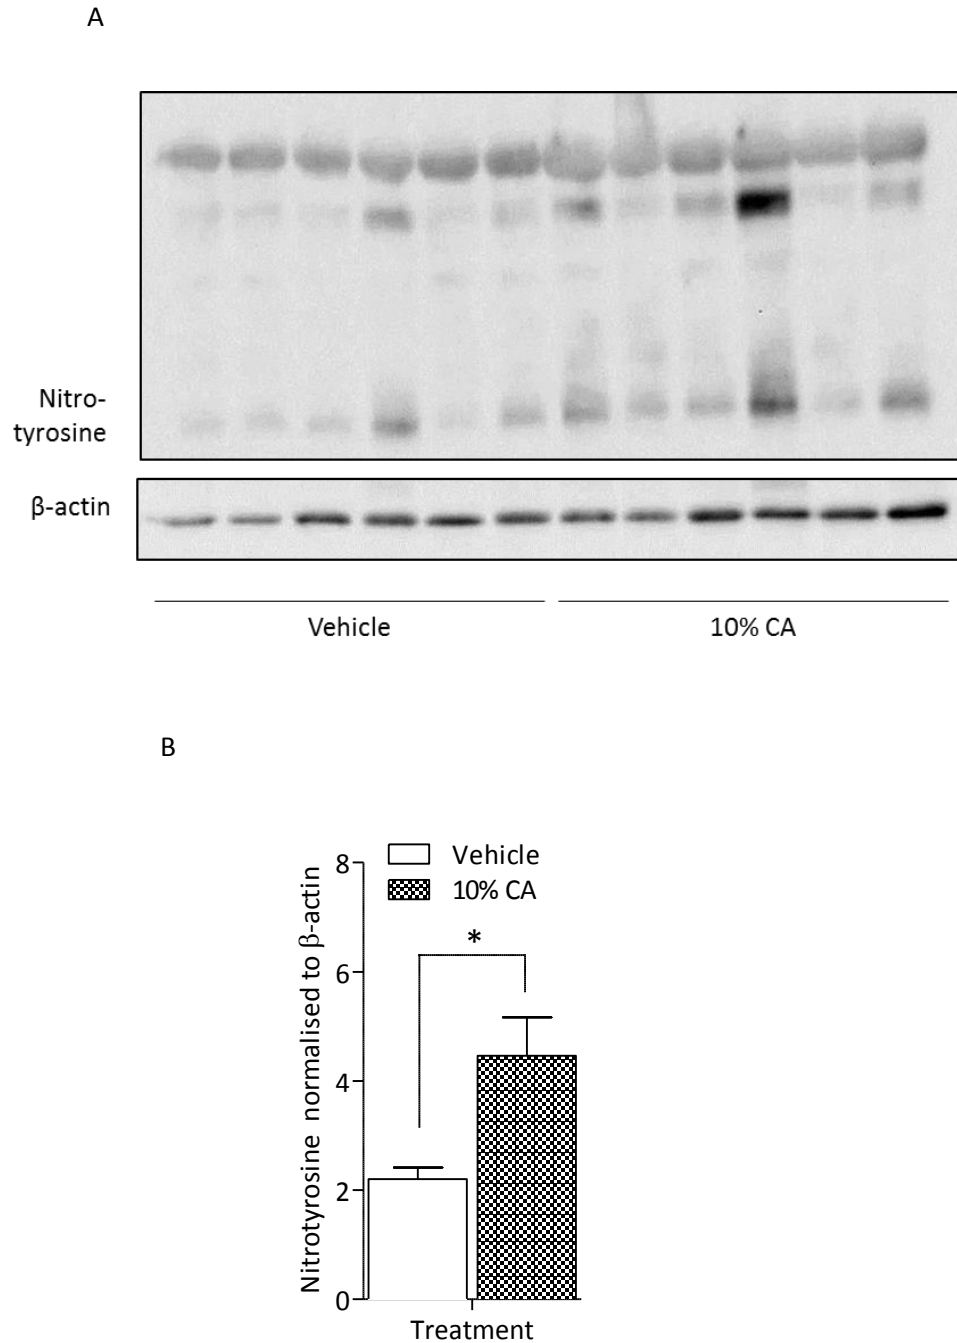 A
Nitro-
tyrosine
β-actin
Vehicle
10% CA
B
Vehicle
10% CA
8
6
4
2
0
*
Nitrotyrosine normalised to β-actin
Treatment